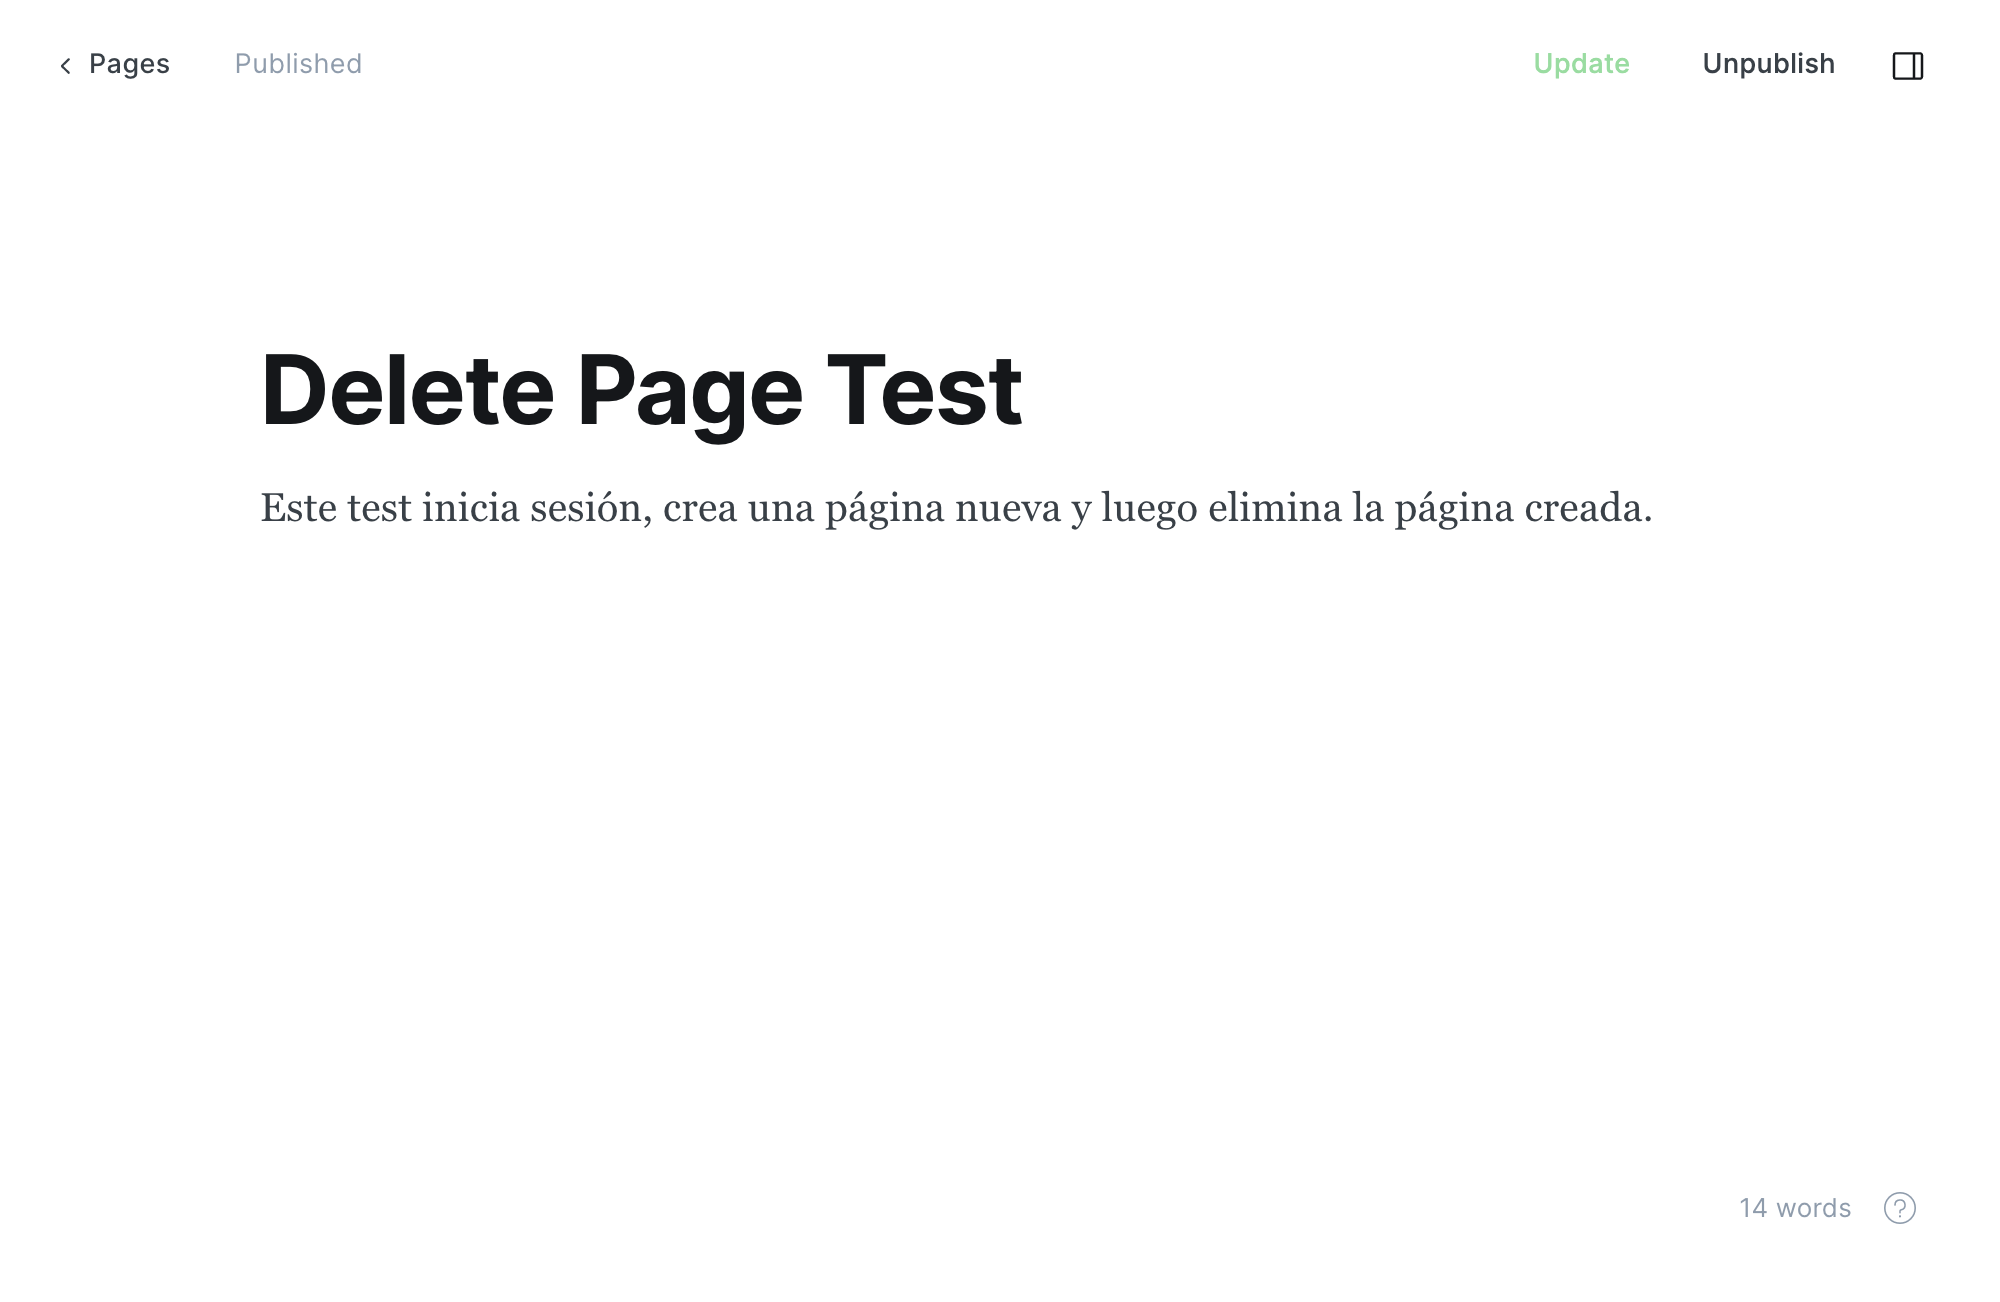 Pages
Published
Update
Unpublish
Delete Page Test
Este test inicia sesión, crea una página nueva y luego elimina la página creada.
14 words
?